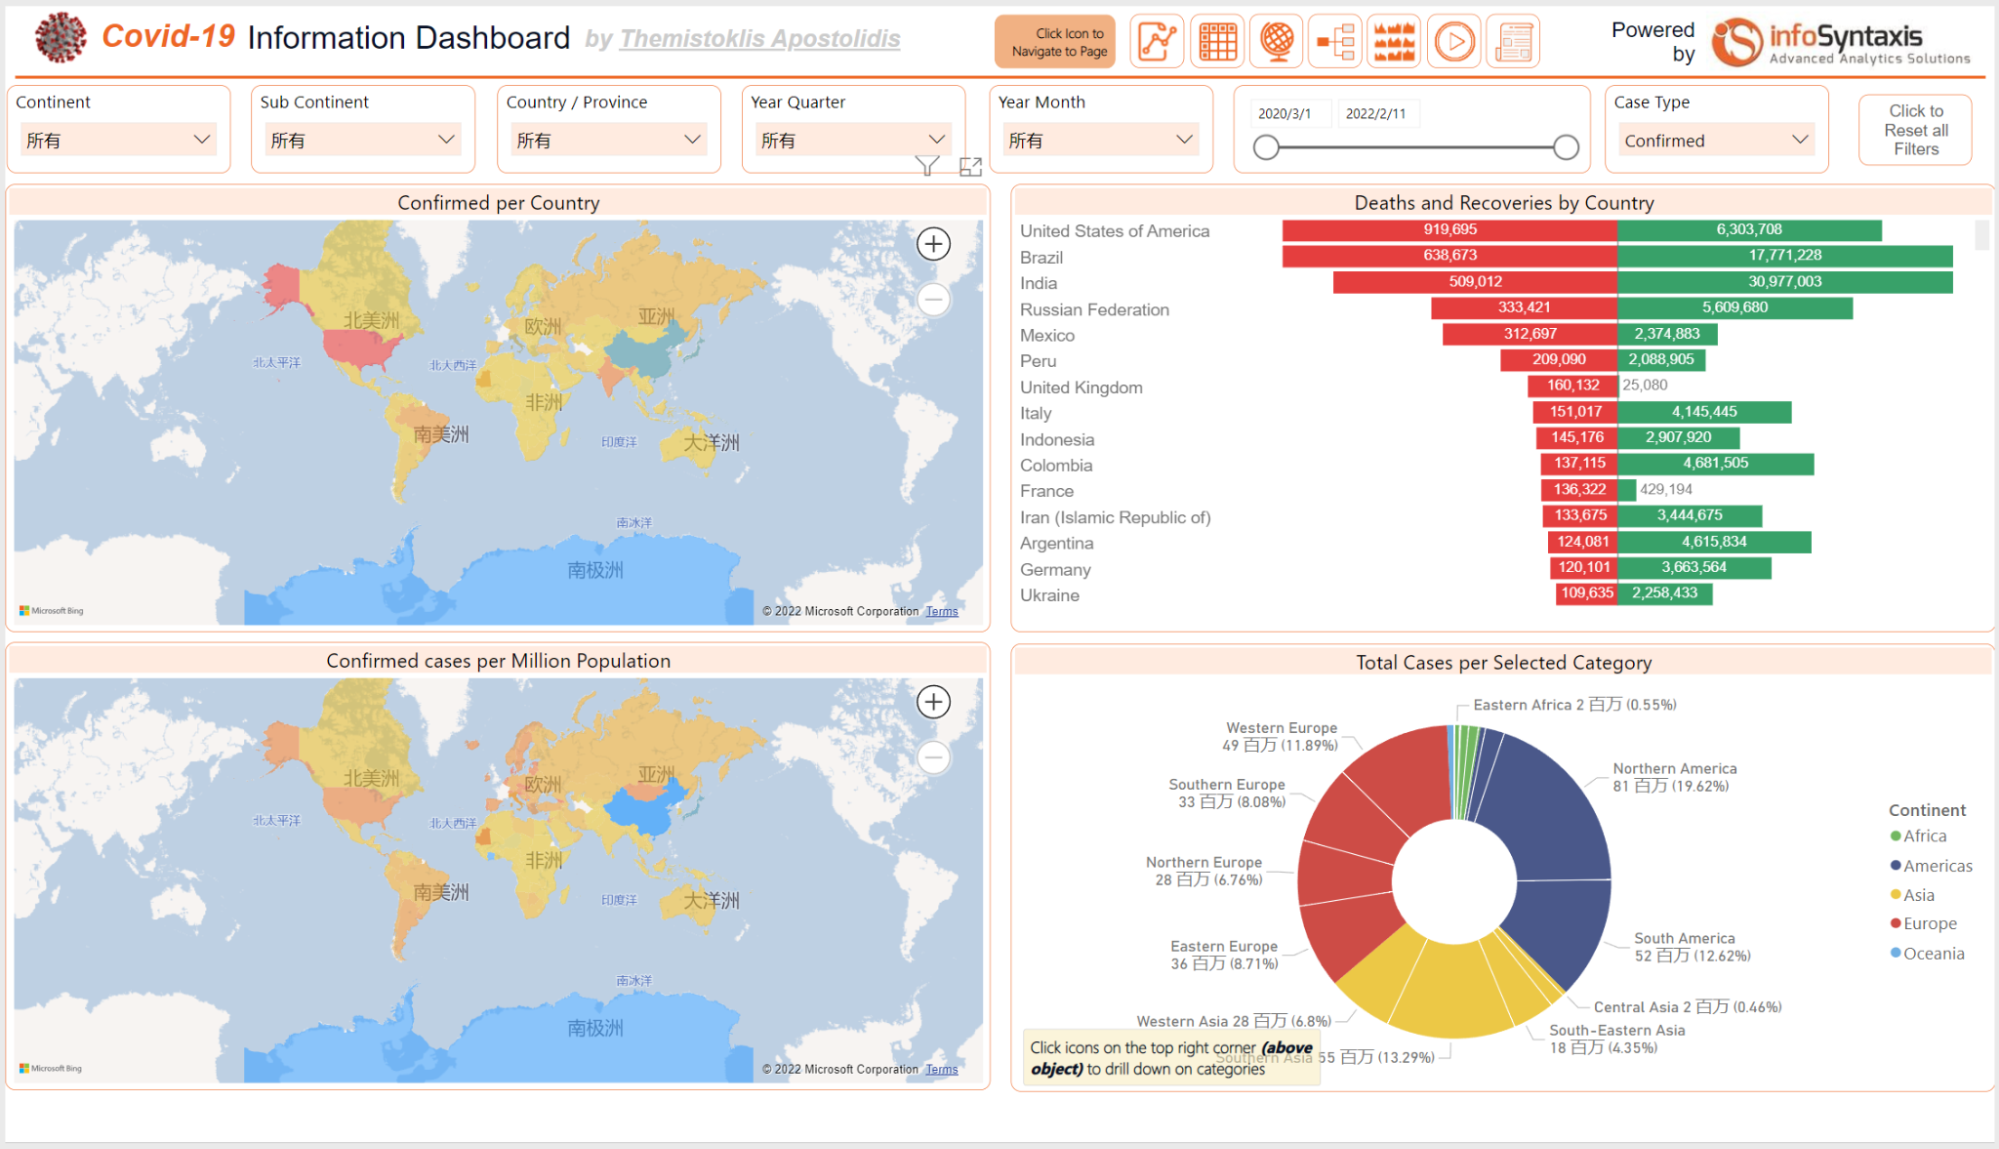 Covid-19 Information Dashboard by Themistoklis Apostolidis
Click Icon to
Navigate to Page
Powered
by
infoSyntaxis
Advanced Analytics Solutions
Continent
所有
Sub Continent
所有
Country / Province
所有
Year Quarter
所有
Year Month
所有
2020/3/1
2022/2/11
Case Type
Confirmed
Click to
Reset all
Filters
Confirmed per Country
北美洲
欧洲
亚洲
北太平洋
北大西洋
非洲
南美洲
印度洋
大洋洲
南冰洋
南极洲
Microsoft Bing
© 2022 Microsoft Corporation Terms
Deaths and Recoveries by Country
United States of America 919,695 6,303,708
Brazil 638,673 17,771,228
India 509,012 30,977,003
Russian Federation 333,421 5,609,680
Mexico 312,697 2,374,883
Peru 209,090 2,088,905
United Kingdom 160,132 25,080
Italy 151,017 4,145,445
Indonesia 145,176 2,907,920
Colombia 137,115 4,681,505
France 136,322 429,194
Iran (Islamic Republic of) 133,675 3,444,675
Argentina 124,081 4,615,834
Germany 120,101 3,663,564
Ukraine 109,635 2,258,433
Confirmed cases per Million Population
北美洲
欧洲
亚洲
北太平洋
北大西洋
非洲
南美洲
印度洋
大洋洲
南冰洋
南极洲
Microsoft Bing
© 2022 Microsoft Corporation Terms
Total Cases per Selected Category
Eastern Africa 2 百万 (0.55%)
Western Europe
49 百万 (11.89%)
Northern America
81 百万 (19.62%)
Southern Europe
33 百万 (8.08%)
Northern Europe
28 百万 (6.76%)
Eastern Europe
36 百万 (8.71%)
South America
52 百万 (12.62%)
Central Asia 2 百万 (0.46%)
Western Asia 28 百万 (6.8%)
South-Eastern Asia
18 百万 (4.35%)
Southern Asia 55 百万 (13.29%)
Click icons on the top right corner (above
object) to drill down on categories
Continent
Africa
Americas
Asia
Europe
Oceania